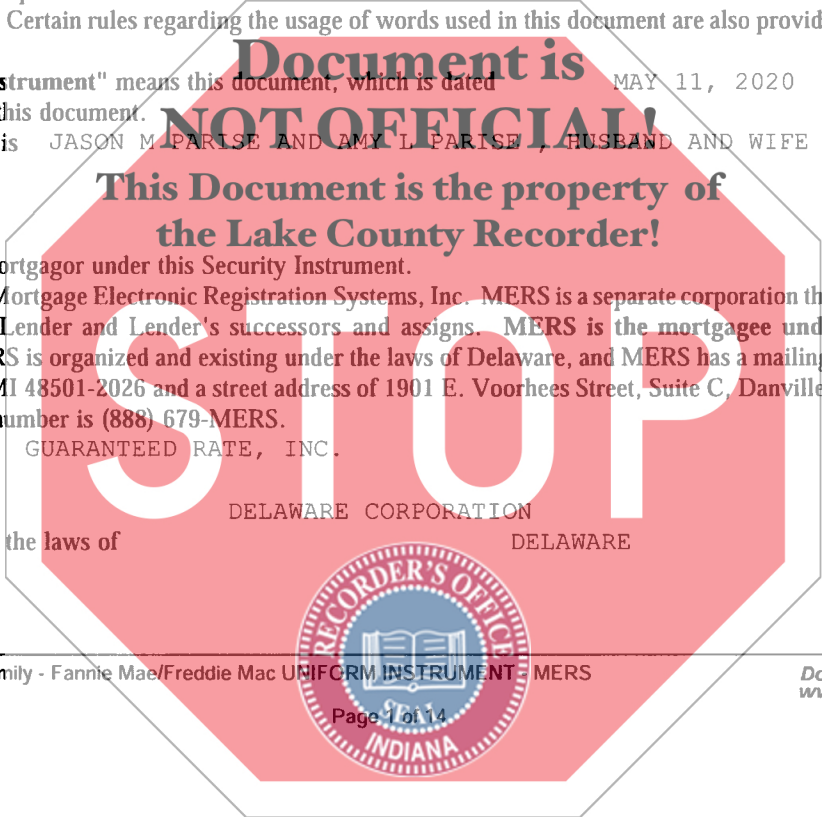 Certain rules regarding the usage of words used in this document are also provid
Document is
strument" means this document, which is dated MAY 11, 2020
this document.
NOT OFFICIAL!
is JASON M PARISE AND AMY L PARISE , HUSBAND AND WIFE
This Document is the property of
the Lake County Recorder!
ortgagor under this Security Instrument.
Mortgage Electronic Registration Systems, Inc. MERS is a separate corporation th
Lender and Lender's successors and assigns. MERS is the mortgagee und
RS is organized and existing under the laws of Delaware, and MERS has a mailing
MI 48501-2026 and a street address of 1901 E. Voorhees Street, Suite C, Danville
number is (888) 679-MERS.
GUARANTEED RATE, INC.
STOP
DELAWARE CORPORATION
the laws of DELAWARE
RECORDER'S OFFICE
mily - Fannie Mae/Freddie Mac UNIFORM INSTRUMENT - MERS Do
ww
SEAL
Page 1 of 14
INDIANA